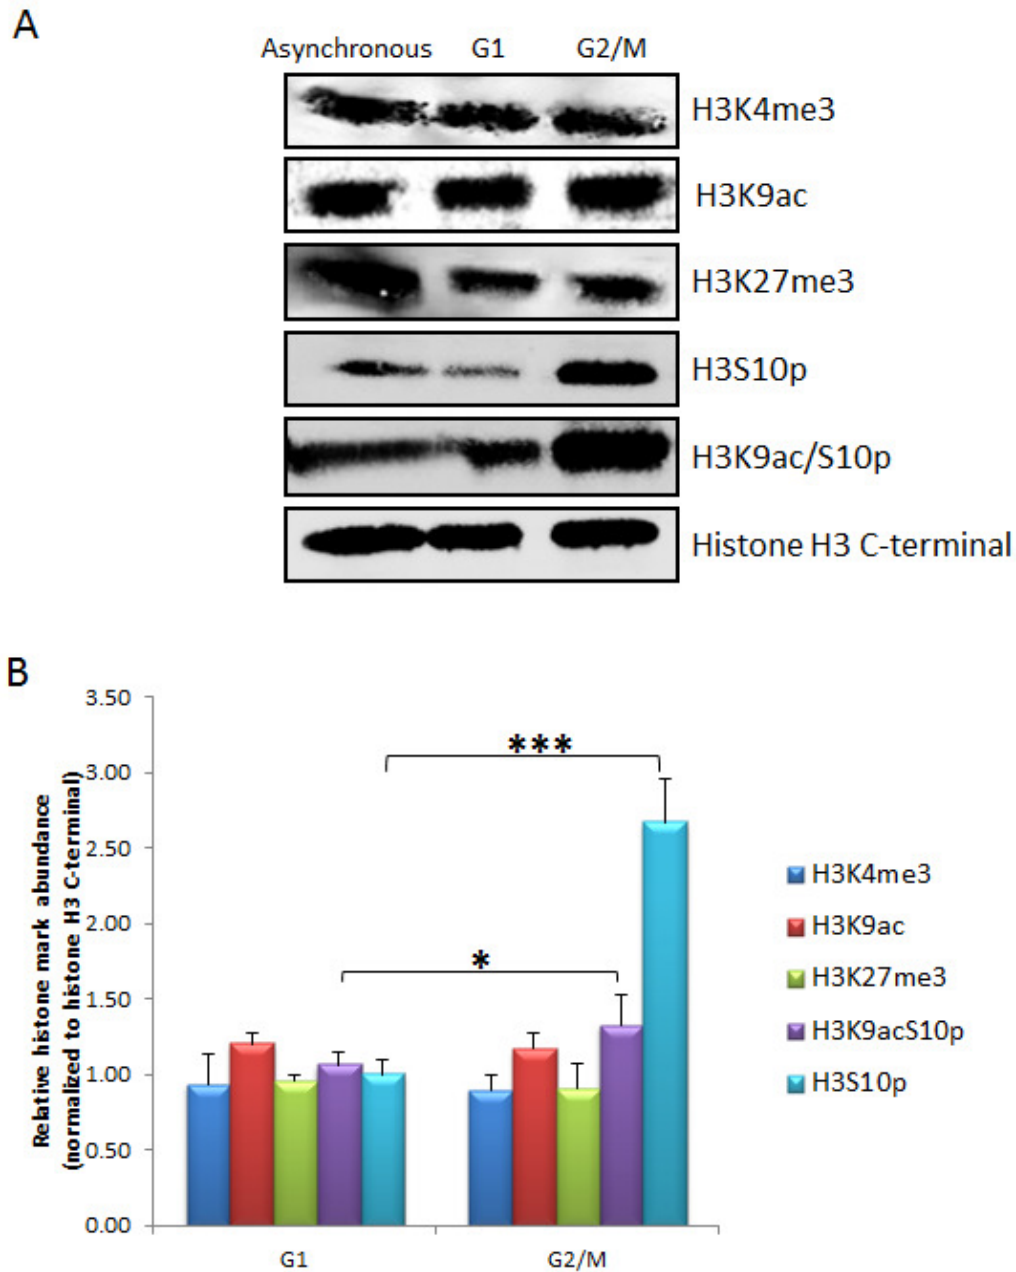 A
Asynchronous G1 G2/M
H3K4me3
H3K9ac
H3K27me3
H3S10p
H3K9ac/S10p
Histone H3 C-terminal
B
Relative histone mark abundance
(normalized to histone H3 C-terminal)
3.50
3.00
2.50
2.00
1.50
1.00
0.50
0.00
***
*
G1 G2/M
H3K4me3
H3K9ac
H3K27me3
H3K9acS10p
H3S10p